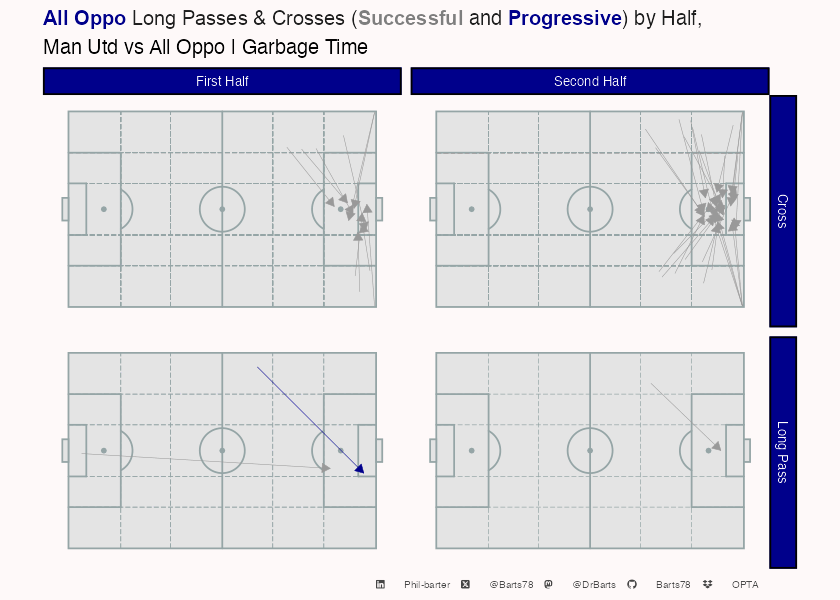 All Oppo Long Passes & Crosses (Successful and Progressive) by Half,
Man Utd vs All Oppo | Garbage Time
First Half
Second Half
Cross
Long Pass
Phil-barter @Barts78 @DrBarts Barts78 OPTA